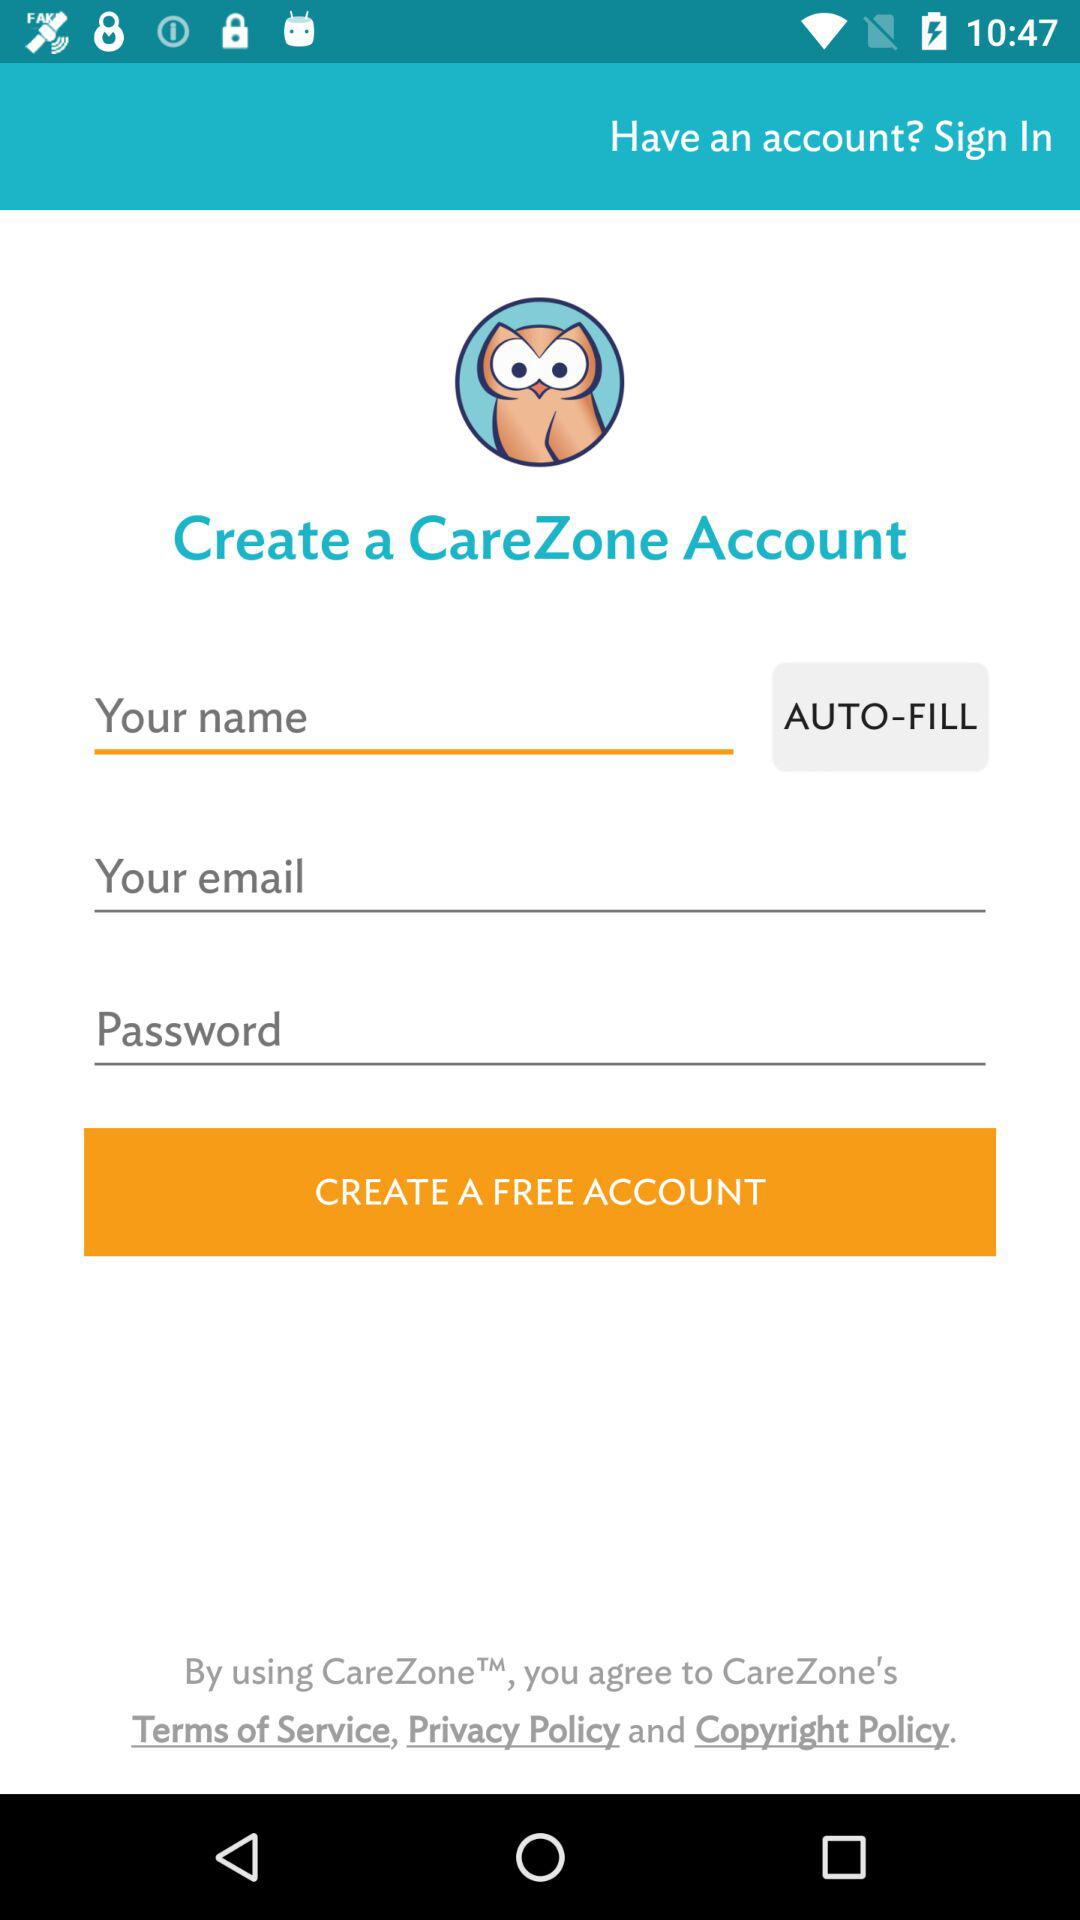 FAKE
10:47
Have an account? Sign In
Create a CareZone Account
Your name
AUTO-FILL
Your email
Password
CREATE A FREE ACCOUNT
By using CareZone™, you agree to CareZone's
Terms of Service, Privacy Policy and Copyright Policy.